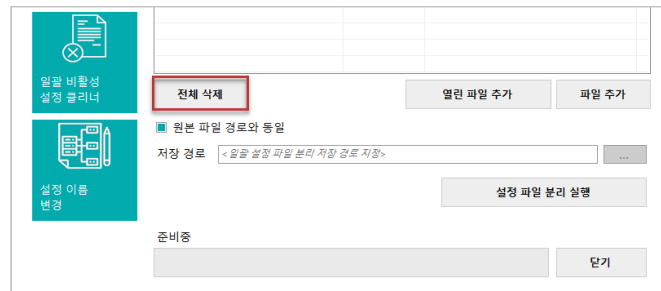 일괄 비활성
설정 클리너
전체 삭제
열린 파일 추가
파일 추가
원본 파일 경로와 동일
저장 경로
<일괄 설정 파일 분리 저장 경로 지정>
...
설정 이름
변경
설정 파일 분리 실행
준비중
닫기